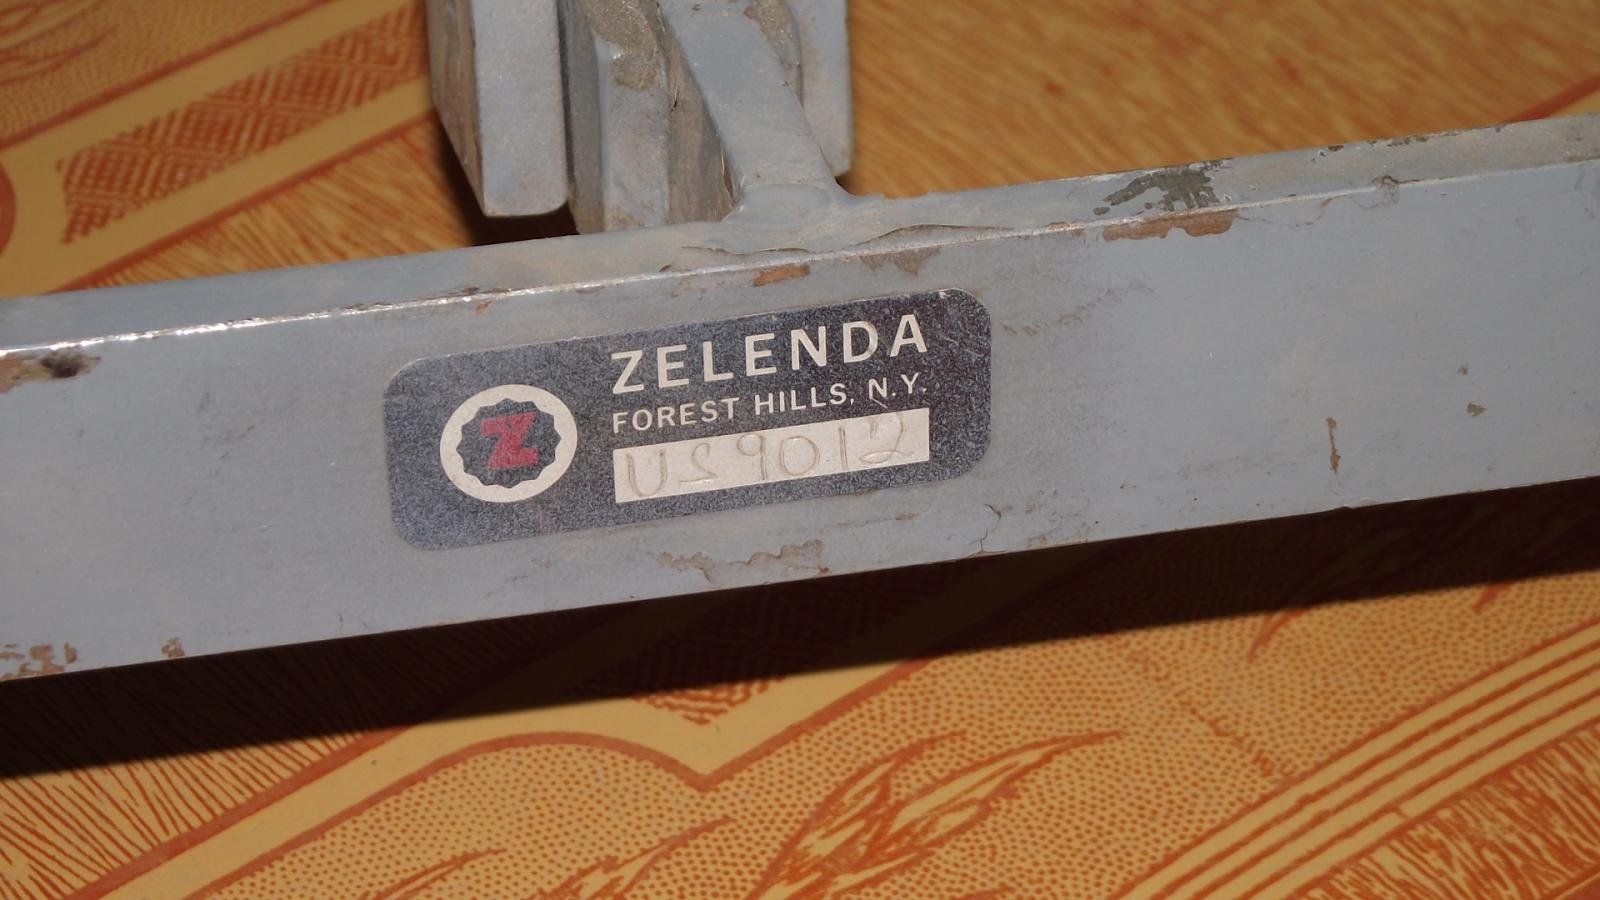 Z
ZELENDA
FOREST HILLS, N.Y.
US9012